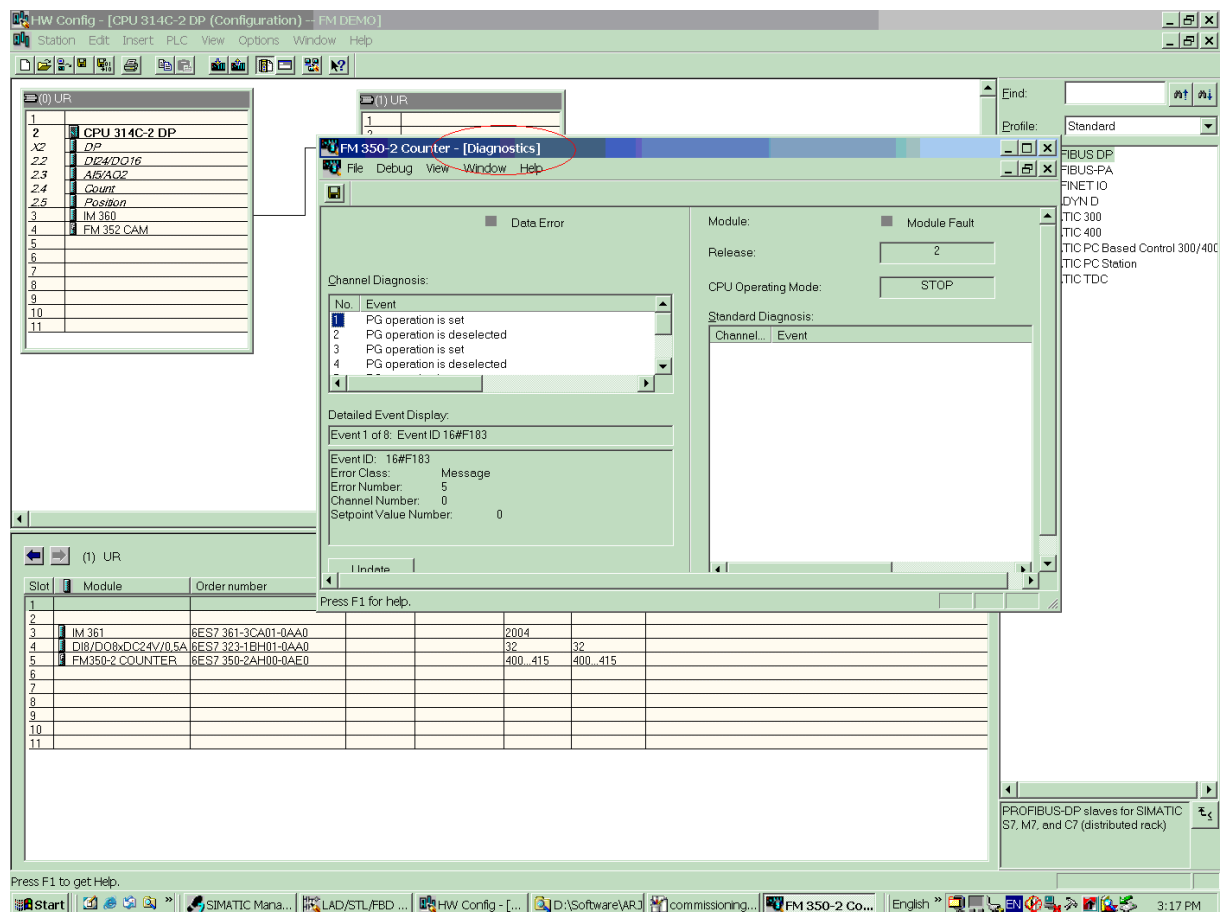 HW Config - [CPU 314C-2 DP (Configuration) -- FM DEMO]
Station Edit Insert PLC View Options Window Help
(0) UR
1
2 CPU 314C-2 DP
X2 DP
2.2 DI24/DO16
2.3 AI5/AO2
2.4 Count
2.5 Position
3 IM 360
4 FM 352 CAM
5
6
7
8
9
10
11
(1) UR
1
2
Find:
Profile: Standard
FIBUS DP
FIBUS-PA
FINET IO
DYN D
TIC 300
TIC 400
TIC PC Based Control 300/400
TIC PC Station
TIC TDC
FM 350-2 Counter - [Diagnostics]
File Debug View Window Help
Data Error
Channel Diagnosis:
No. Event
1 PG operation is set
2 PG operation is deselected
3 PG operation is set
4 PG operation is deselected
Detailed Event Display:
Event 1 of 8: Event ID 16#F183
Event ID: 16#F183
Error Class: Message
Error Number: 5
Channel Number: 0
Setpoint Value Number: 0
Update
Module: Module Fault
Release: 2
CPU Operating Mode: STOP
Standard Diagnosis:
Channel... Event
Press F1 for help.
(1) UR
Slot Module Order number
1
2
3 IM 361 6ES7 361-3CA01-0AA0 2004
4 DI8/DO8xDC24V/0,5A 6ES7 323-1BH01-0AA0 32 32
5 FM350-2 COUNTER 6ES7 350-2AH00-0AE0 400...415 400...415
6
7
8
9
10
11
PROFIBUS-DP slaves for SIMATIC
S7, M7, and C7 (distributed rack)
Press F1 to get Help.
Start » SIMATIC Mana... LAD/STL/FBD ... HW Config - [... D:\Software\ARJ commissioning... FM 350-2 Co... English » EN 3:17 PM